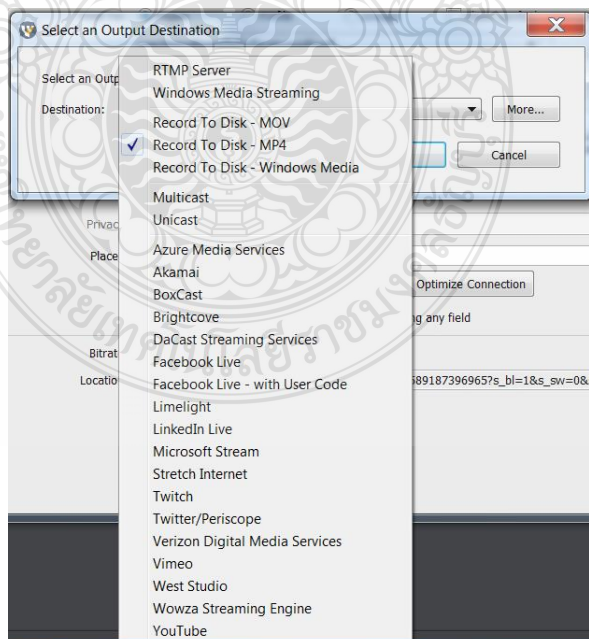 Select an Output Destination
Select an Outp
RTMP Server
Windows Media Streaming
Destination:
More...
Record To Disk - MOV
Record To Disk - MP4
Record To Disk - Windows Media
Cancel
Multicast
Unicast
Privac
Place
Azure Media Services
Akamai
BoxCast
Optimize Connection
Brightcove
ng any field
DaCast Streaming Services
Bitrat
Facebook Live
Locatio
Facebook Live - with User Code
589187396965?s_bl=1&s_sw=0&
Limelight
LinkedIn Live
Microsoft Stream
Stretch Internet
Twitch
Twitter/Periscope
Verizon Digital Media Services
Vimeo
West Studio
Wowza Streaming Engine
YouTube